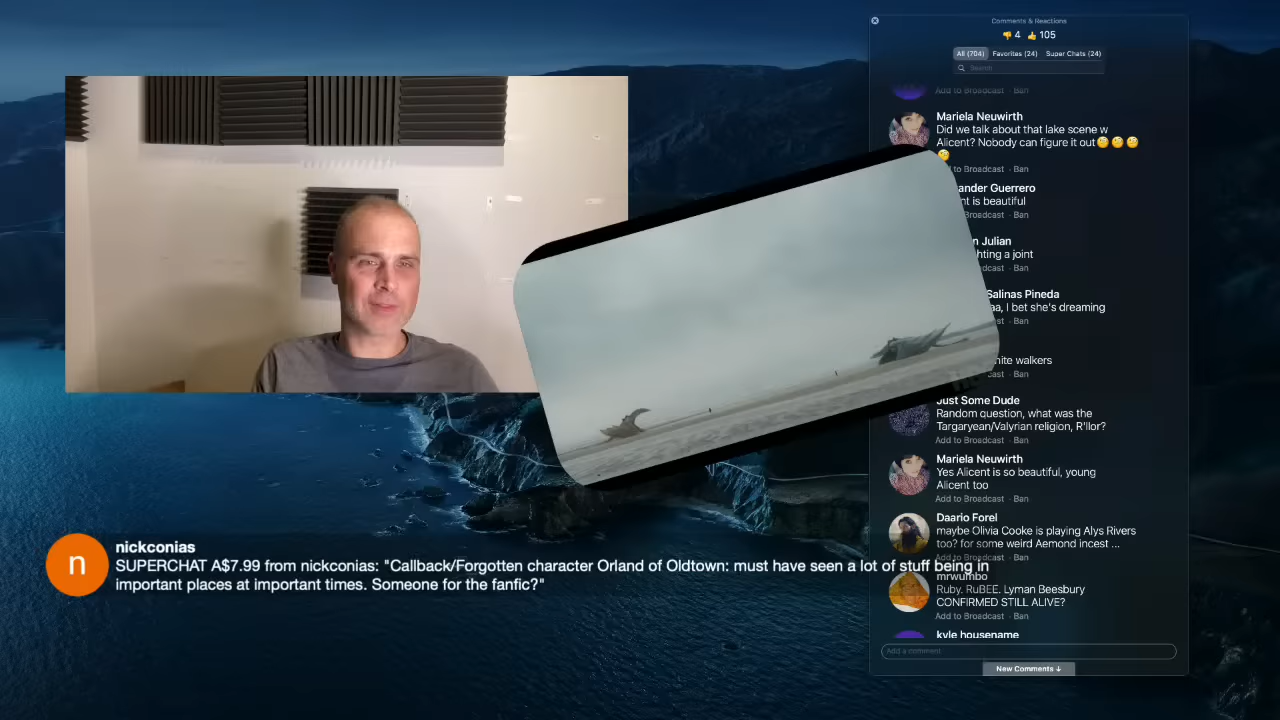 Comments & Reactions
👎 4 👍 105
All (704) Favorites (24) Super Chats (24)
Search
Add to Broadcast · Ban
Mariela Neuwirth
Did we talk about that lake scene w
Alicent? Nobody can figure it out🧐🧐🧐
🧐
to Broadcast · Ban
ander Guerrero
nt is beautiful
Broadcast · Ban
n Julian
hting a joint
dcast · Ban
Salinas Pineda
aa, I bet she's dreaming
st · Ban
ite walkers
cast · Ban
Just Some Dude
Random question, what was the
Targaryean/Valyrian religion, R'llor?
Add to Broadcast · Ban
Mariela Neuwirth
Yes Alicent is so beautiful, young
Alicent too
Add to Broadcast · Ban
Daario Forel
maybe Olivia Cooke is playing Alys Rivers
too? for some weird Aemond incest ...
Add to Broadcast · Ban
mrwumbo
Ruby. RuBEE. Lyman Beesbury
CONFIRMED STILL ALIVE?
Add to Broadcast · Ban
kyle housename
Add a comment
New Comments ↓
n
nickconias
SUPERCHAT A$7.99 from nickconias: "Callback/Forgotten character Orland of Oldtown: must have seen a lot of stuff being in
important places at important times. Someone for the fanfic?"